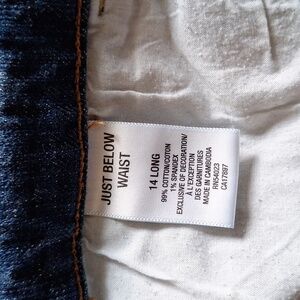 JUST BELOW
WAIST
14 LONG
99% COTTON/COTON
1% SPANDEX
EXCLUSIVE OF DECORATION/
À L'EXCEPTION
DES GARNITURES
MADE IN CAMBODIA
RN54023
CA17897